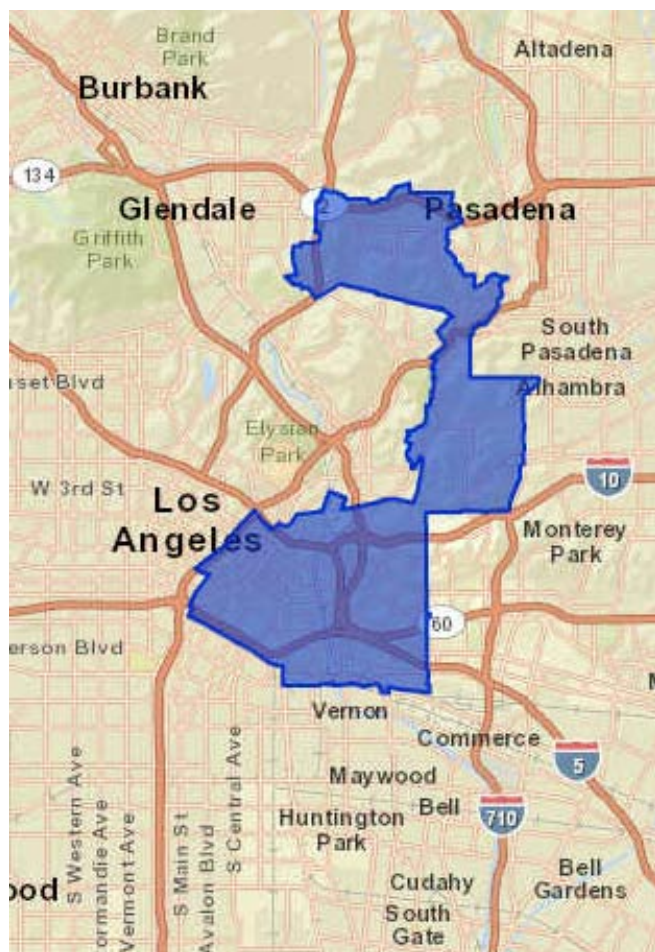 Brand
Park
Altadena
Burbank
134
2
Glendale
Pasadena
Griffith
Park
South
Pasadena
nset Blvd
Alhambra
Elysian
Park
W 3rd St
10
Los
Angeles
Monterey
Park
60
erson Blvd
Vernon
Commerce
5
Maywood
Bell
710
Huntington
Park
S Western Ave
ormandie Ave
Vermont Ave
S Main St
Avalon Blvd
S Central Ave
ood
Cudahy
Bell
Gardens
South
Gate